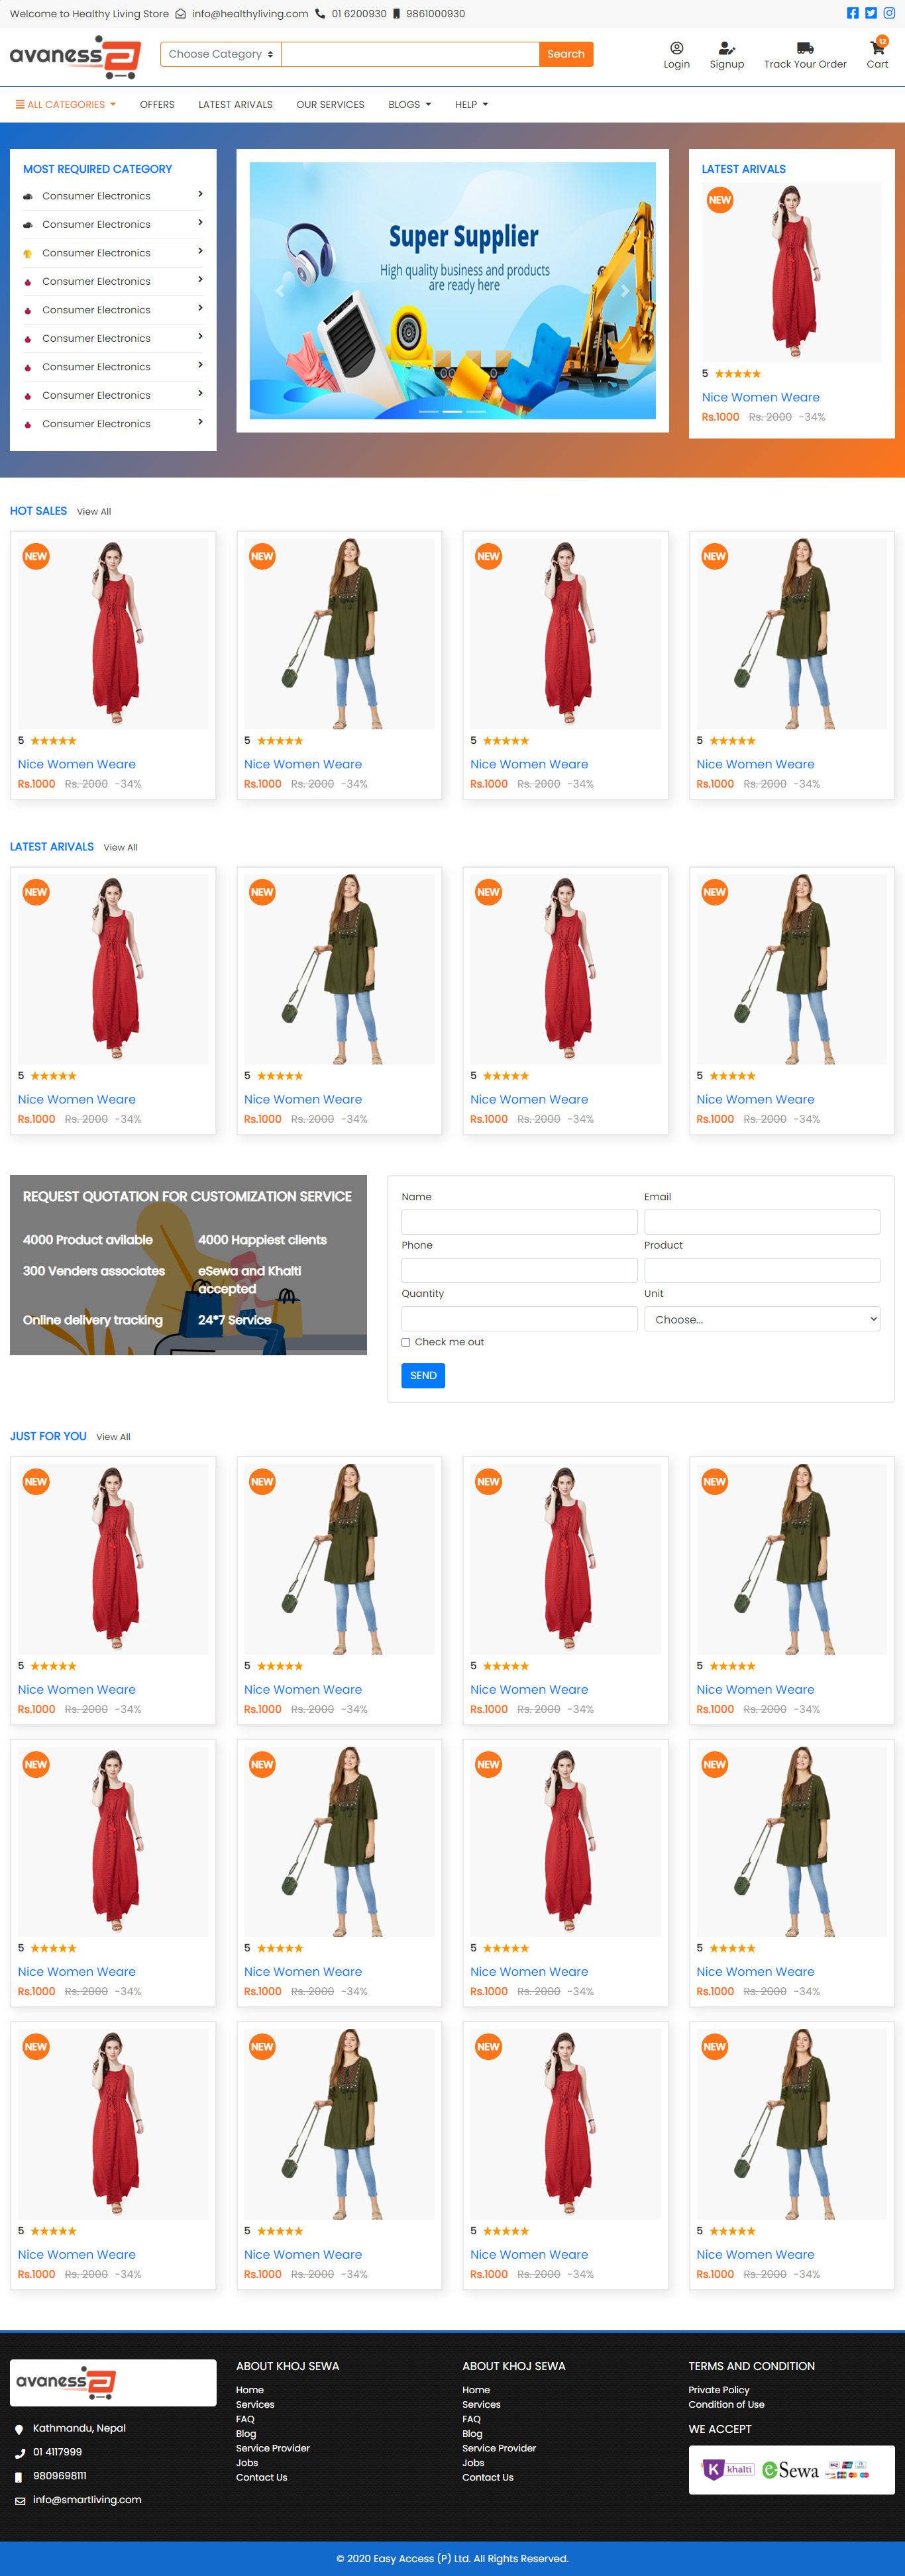 Welcome to Healthy Living Store info@healthyliving.com 01 6200930 9861000930
avaness
Choose Category Search
Login Signup Track Your Order 12 Cart
ALL CATEGORIES OFFERS LATEST ARIVALS OUR SERVICES BLOGS HELP
MOST REQUIRED CATEGORY
Consumer Electronics
Consumer Electronics
Consumer Electronics
Consumer Electronics
Consumer Electronics
Consumer Electronics
Consumer Electronics
Consumer Electronics
Consumer Electronics
Super Supplier
High quality business and products
are ready here
LATEST ARIVALS
NEW
5
Nice Women Weare
Rs.1000 Rs. 2000 -34%
HOT SALES View All
NEW NEW NEW NEW
5 5 5 5
Nice Women Weare Nice Women Weare Nice Women Weare Nice Women Weare
Rs.1000 Rs. 2000 -34% Rs.1000 Rs. 2000 -34% Rs.1000 Rs. 2000 -34% Rs.1000 Rs. 2000 -34%
LATEST ARIVALS View All
NEW NEW NEW NEW
5 5 5 5
Nice Women Weare Nice Women Weare Nice Women Weare Nice Women Weare
Rs.1000 Rs. 2000 -34% Rs.1000 Rs. 2000 -34% Rs.1000 Rs. 2000 -34% Rs.1000 Rs. 2000 -34%
REQUEST QUOTATION FOR CUSTOMIZATION SERVICE
4000 Product avilable 4000 Happiest clients
300 Venders associates eSewa and Khalti
accepted
Online delivery tracking 24*7 Service
Name Email
Phone Product
Quantity Unit
Choose...
Check me out
SEND
JUST FOR YOU View All
NEW NEW NEW NEW
5 5 5 5
Nice Women Weare Nice Women Weare Nice Women Weare Nice Women Weare
Rs.1000 Rs. 2000 -34% Rs.1000 Rs. 2000 -34% Rs.1000 Rs. 2000 -34% Rs.1000 Rs. 2000 -34%
NEW NEW NEW NEW
5 5 5 5
Nice Women Weare Nice Women Weare Nice Women Weare Nice Women Weare
Rs.1000 Rs. 2000 -34% Rs.1000 Rs. 2000 -34% Rs.1000 Rs. 2000 -34% Rs.1000 Rs. 2000 -34%
NEW NEW NEW NEW
5 5 5 5
Nice Women Weare Nice Women Weare Nice Women Weare Nice Women Weare
Rs.1000 Rs. 2000 -34% Rs.1000 Rs. 2000 -34% Rs.1000 Rs. 2000 -34% Rs.1000 Rs. 2000 -34%
avaness
Kathmandu, Nepal
01 4117999
9809698111
info@smartliving.com
ABOUT KHOJ SEWA
Home
Services
FAQ
Blog
Service Provider
Jobs
Contact Us
ABOUT KHOJ SEWA
Home
Services
FAQ
Blog
Service Provider
Jobs
Contact Us
TERMS AND CONDITION
Private Policy
Condition of Use
WE ACCEPT
khalti eSewa
© 2020 Easy Access (P) Ltd. All Rights Reserved.